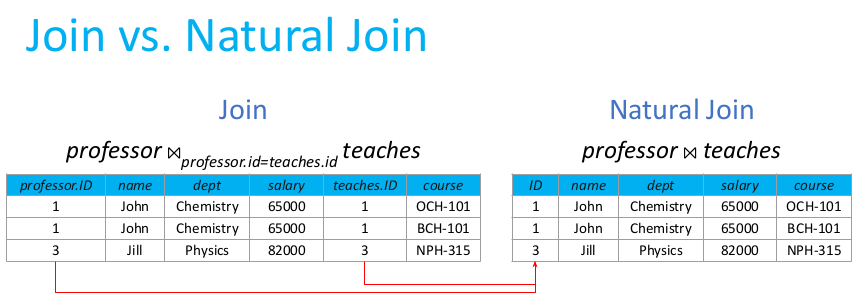 Join vs. Natural Join
Join
professor ⋈professor.id=teaches.id teaches
professor.ID name dept salary teaches.ID course
1 John Chemistry 65000 1 OCH-101
1 John Chemistry 65000 1 BCH-101
3 Jill Physics 82000 3 NPH-315
Natural Join
professor ⋈ teaches
ID name dept salary course
1 John Chemistry 65000 OCH-101
1 John Chemistry 65000 BCH-101
3 Jill Physics 82000 NPH-315